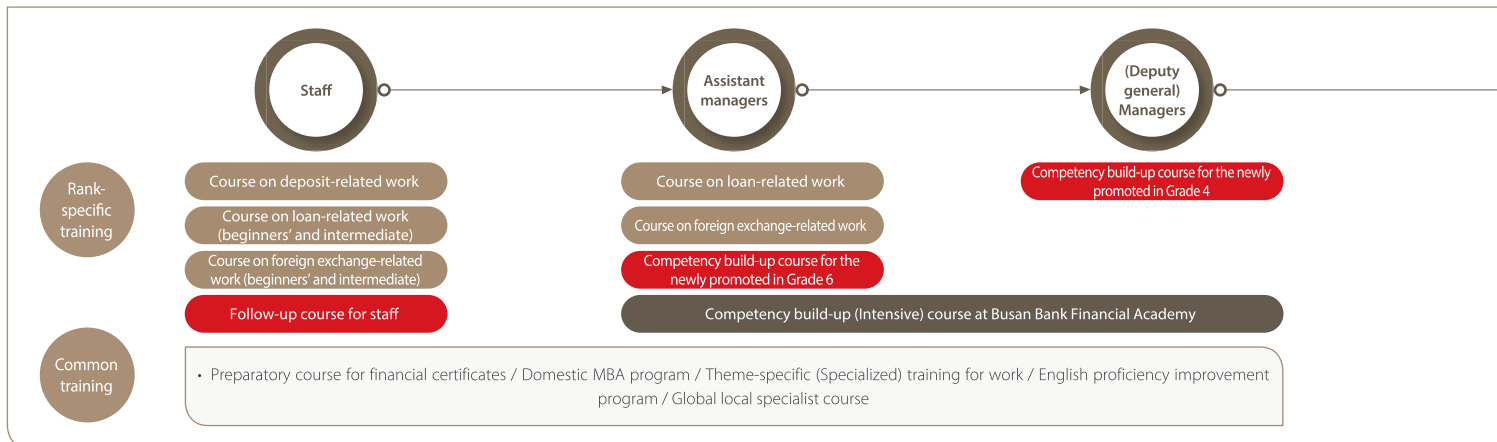 Staff
Assistant
managers
(Deputy
general)
Managers
Rank-
specific
training
Course on deposit-related work
Course on loan-related work
(beginners’ and intermediate)
Course on foreign exchange-related
work (beginners’ and intermediate)
Follow-up course for staff
Course on loan-related work
Course on foreign exchange-related work
Competency build-up course for the
newly promoted in Grade 6
Competency build-up course for the newly
promoted in Grade 4
Competency build-up (Intensive) course at Busan Bank Financial Academy
Common
training
• Preparatory course for financial certificates / Domestic MBA program / Theme-specific (Specialized) training for work / English proficiency improvement
program / Global local specialist course